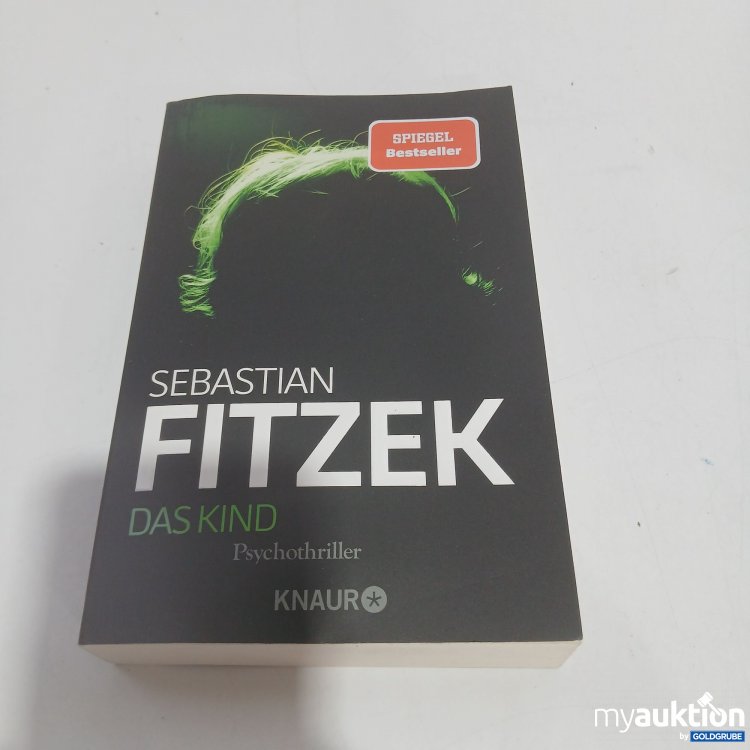 SPIEGEL
Bestseller
SEBASTIAN
FITZEK
DAS KIND
Psychothriller
KNAUR*
myauktion
by GOLDGRUBE